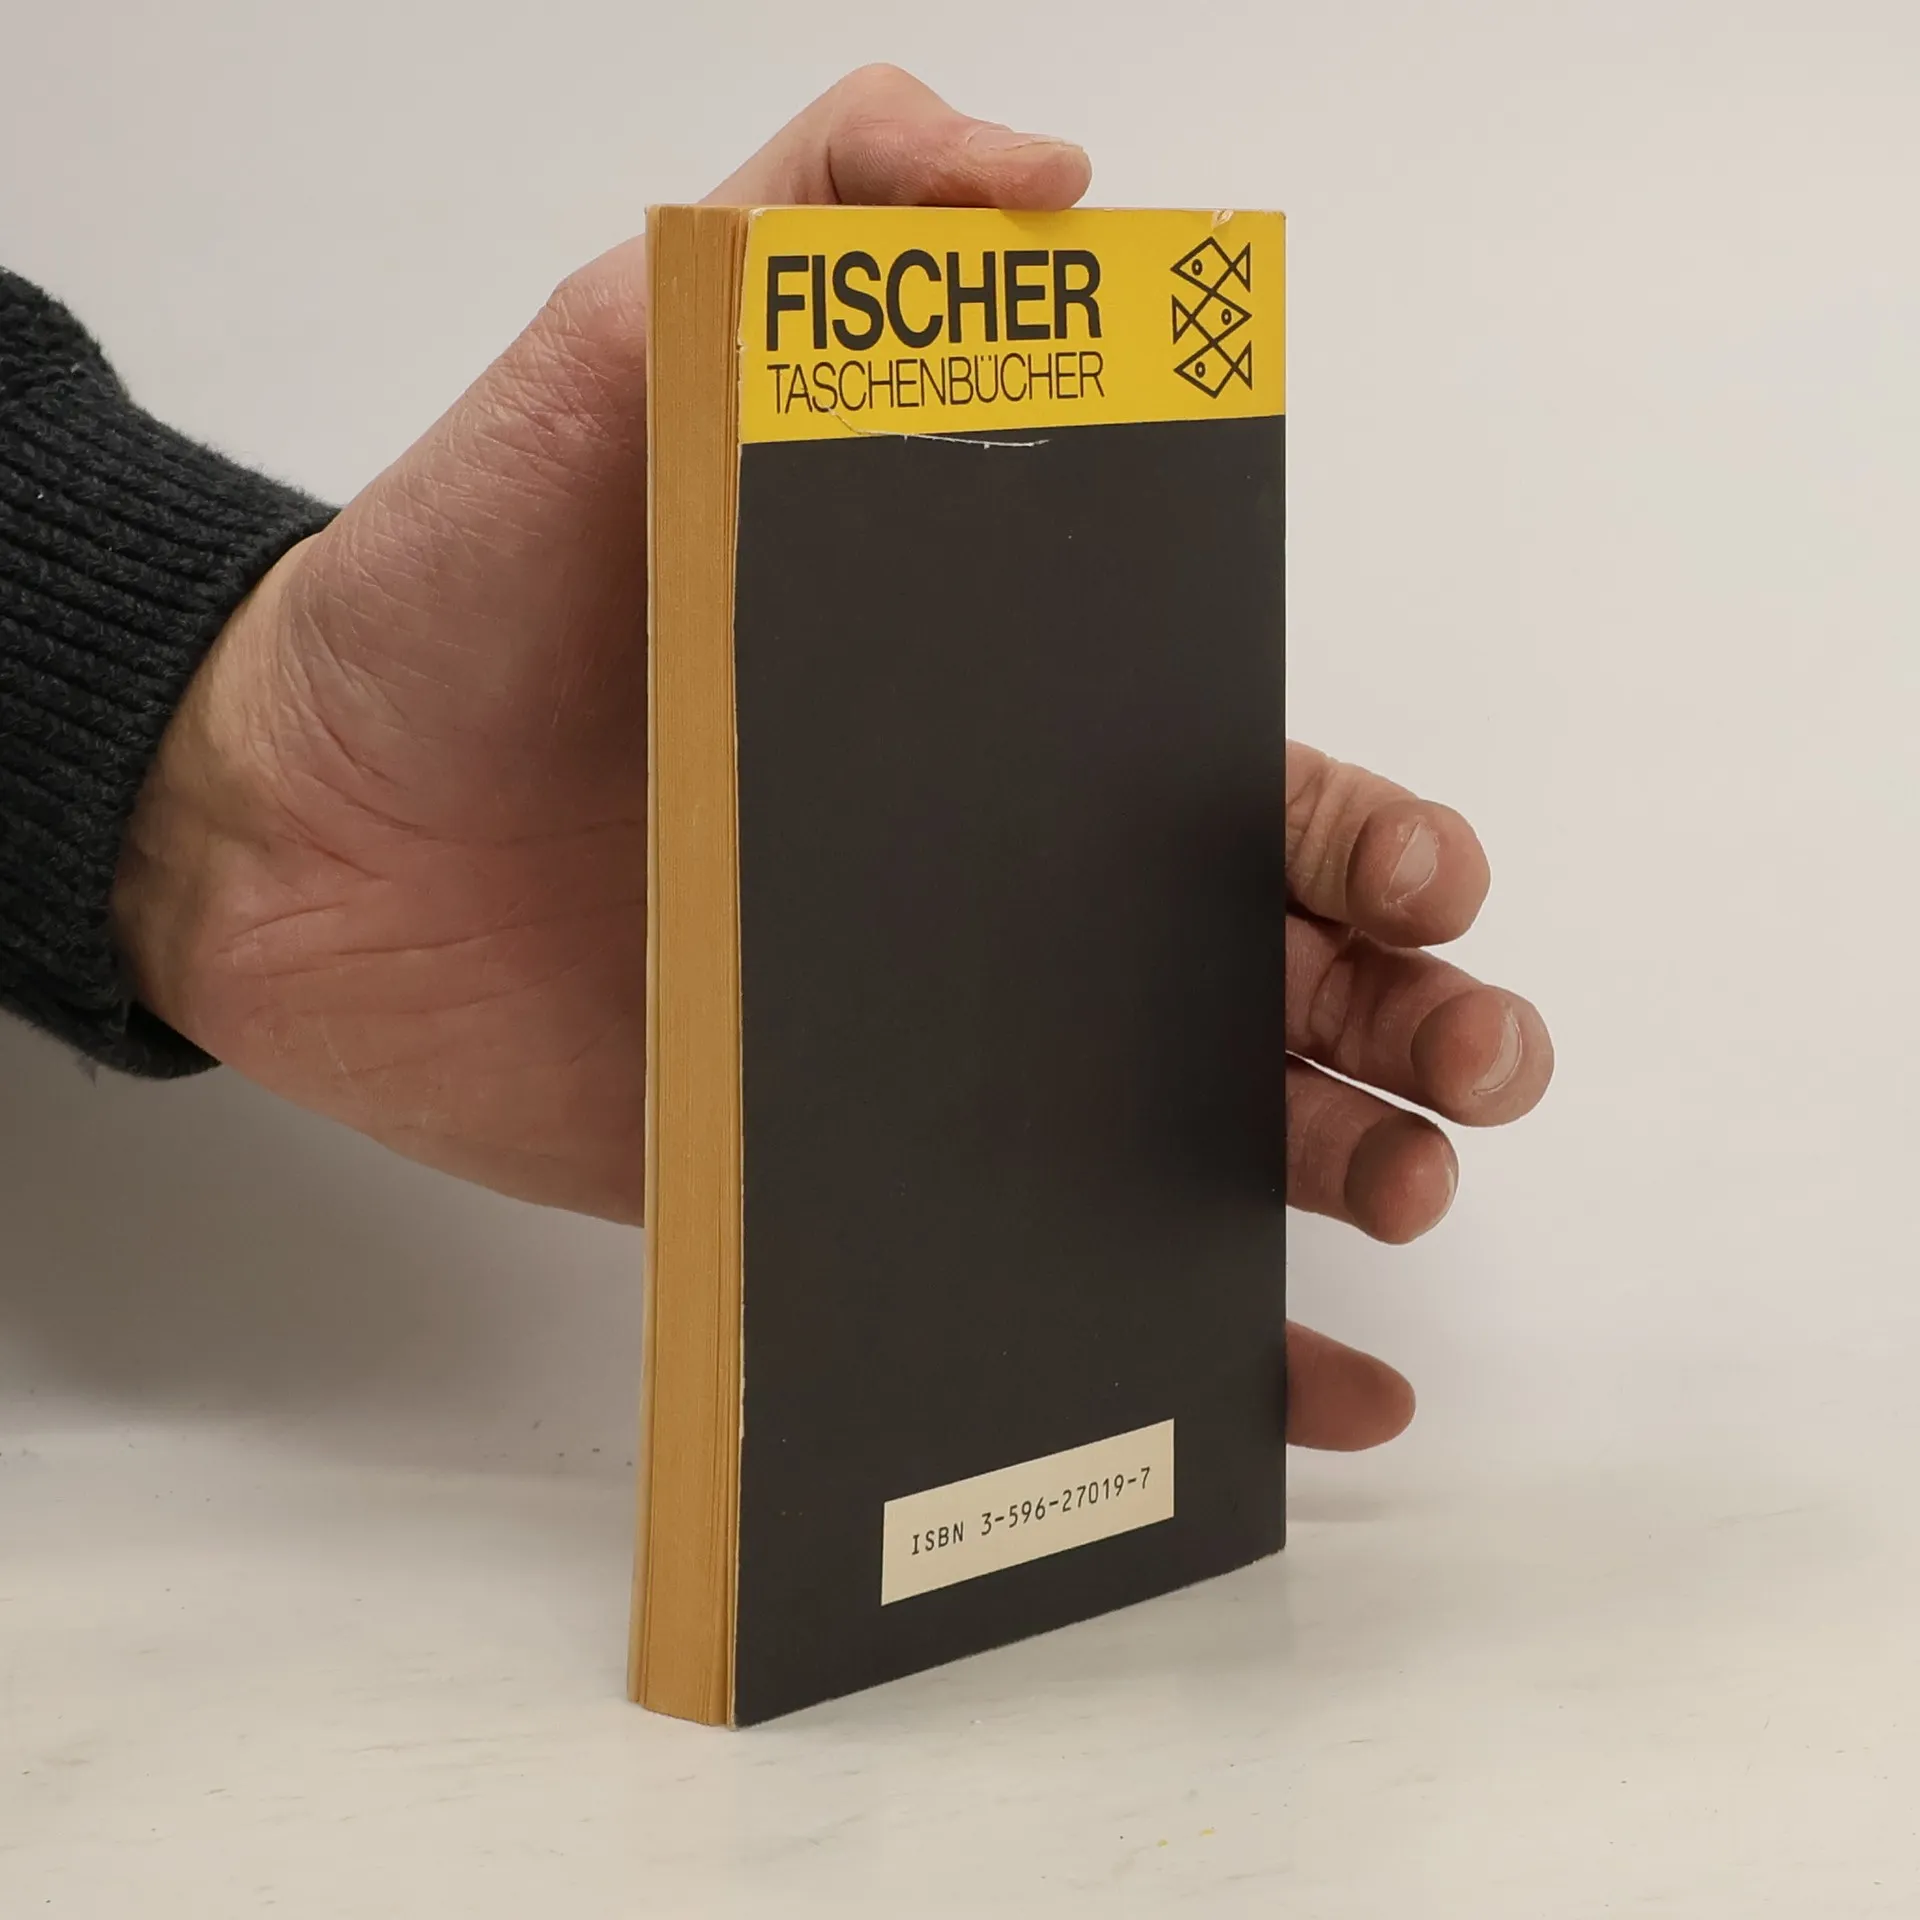 FISCHER
TASCHENBÜCHER
ISBN 3-596-27019-7